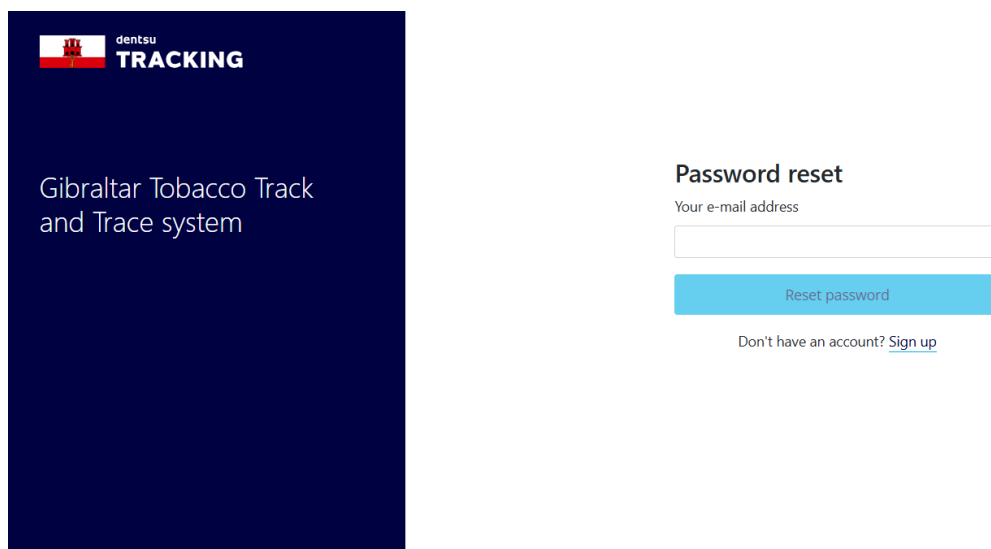 dentsu
TRACKING
Gibraltar Tobacco Track
and Trace system
Password reset
Your e-mail address
Reset password
Don't have an account? Sign up